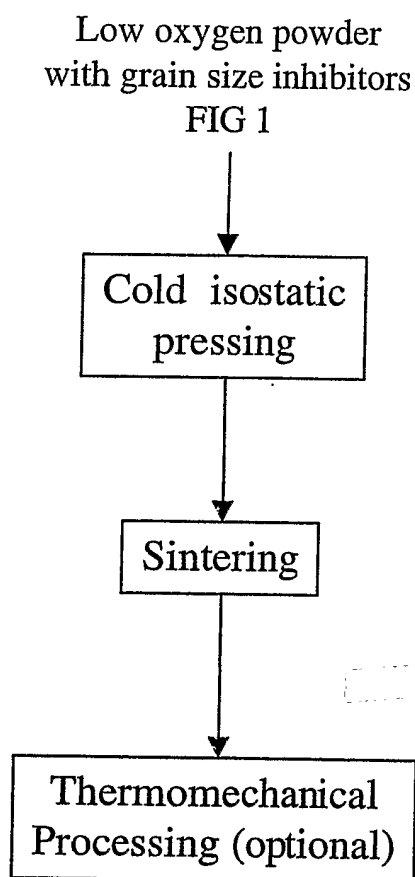 Low oxygen powder
with grain size inhibitors
FIG 1
Cold isostatic
pressing
Sintering
Thermomechanical
Processing (optional)